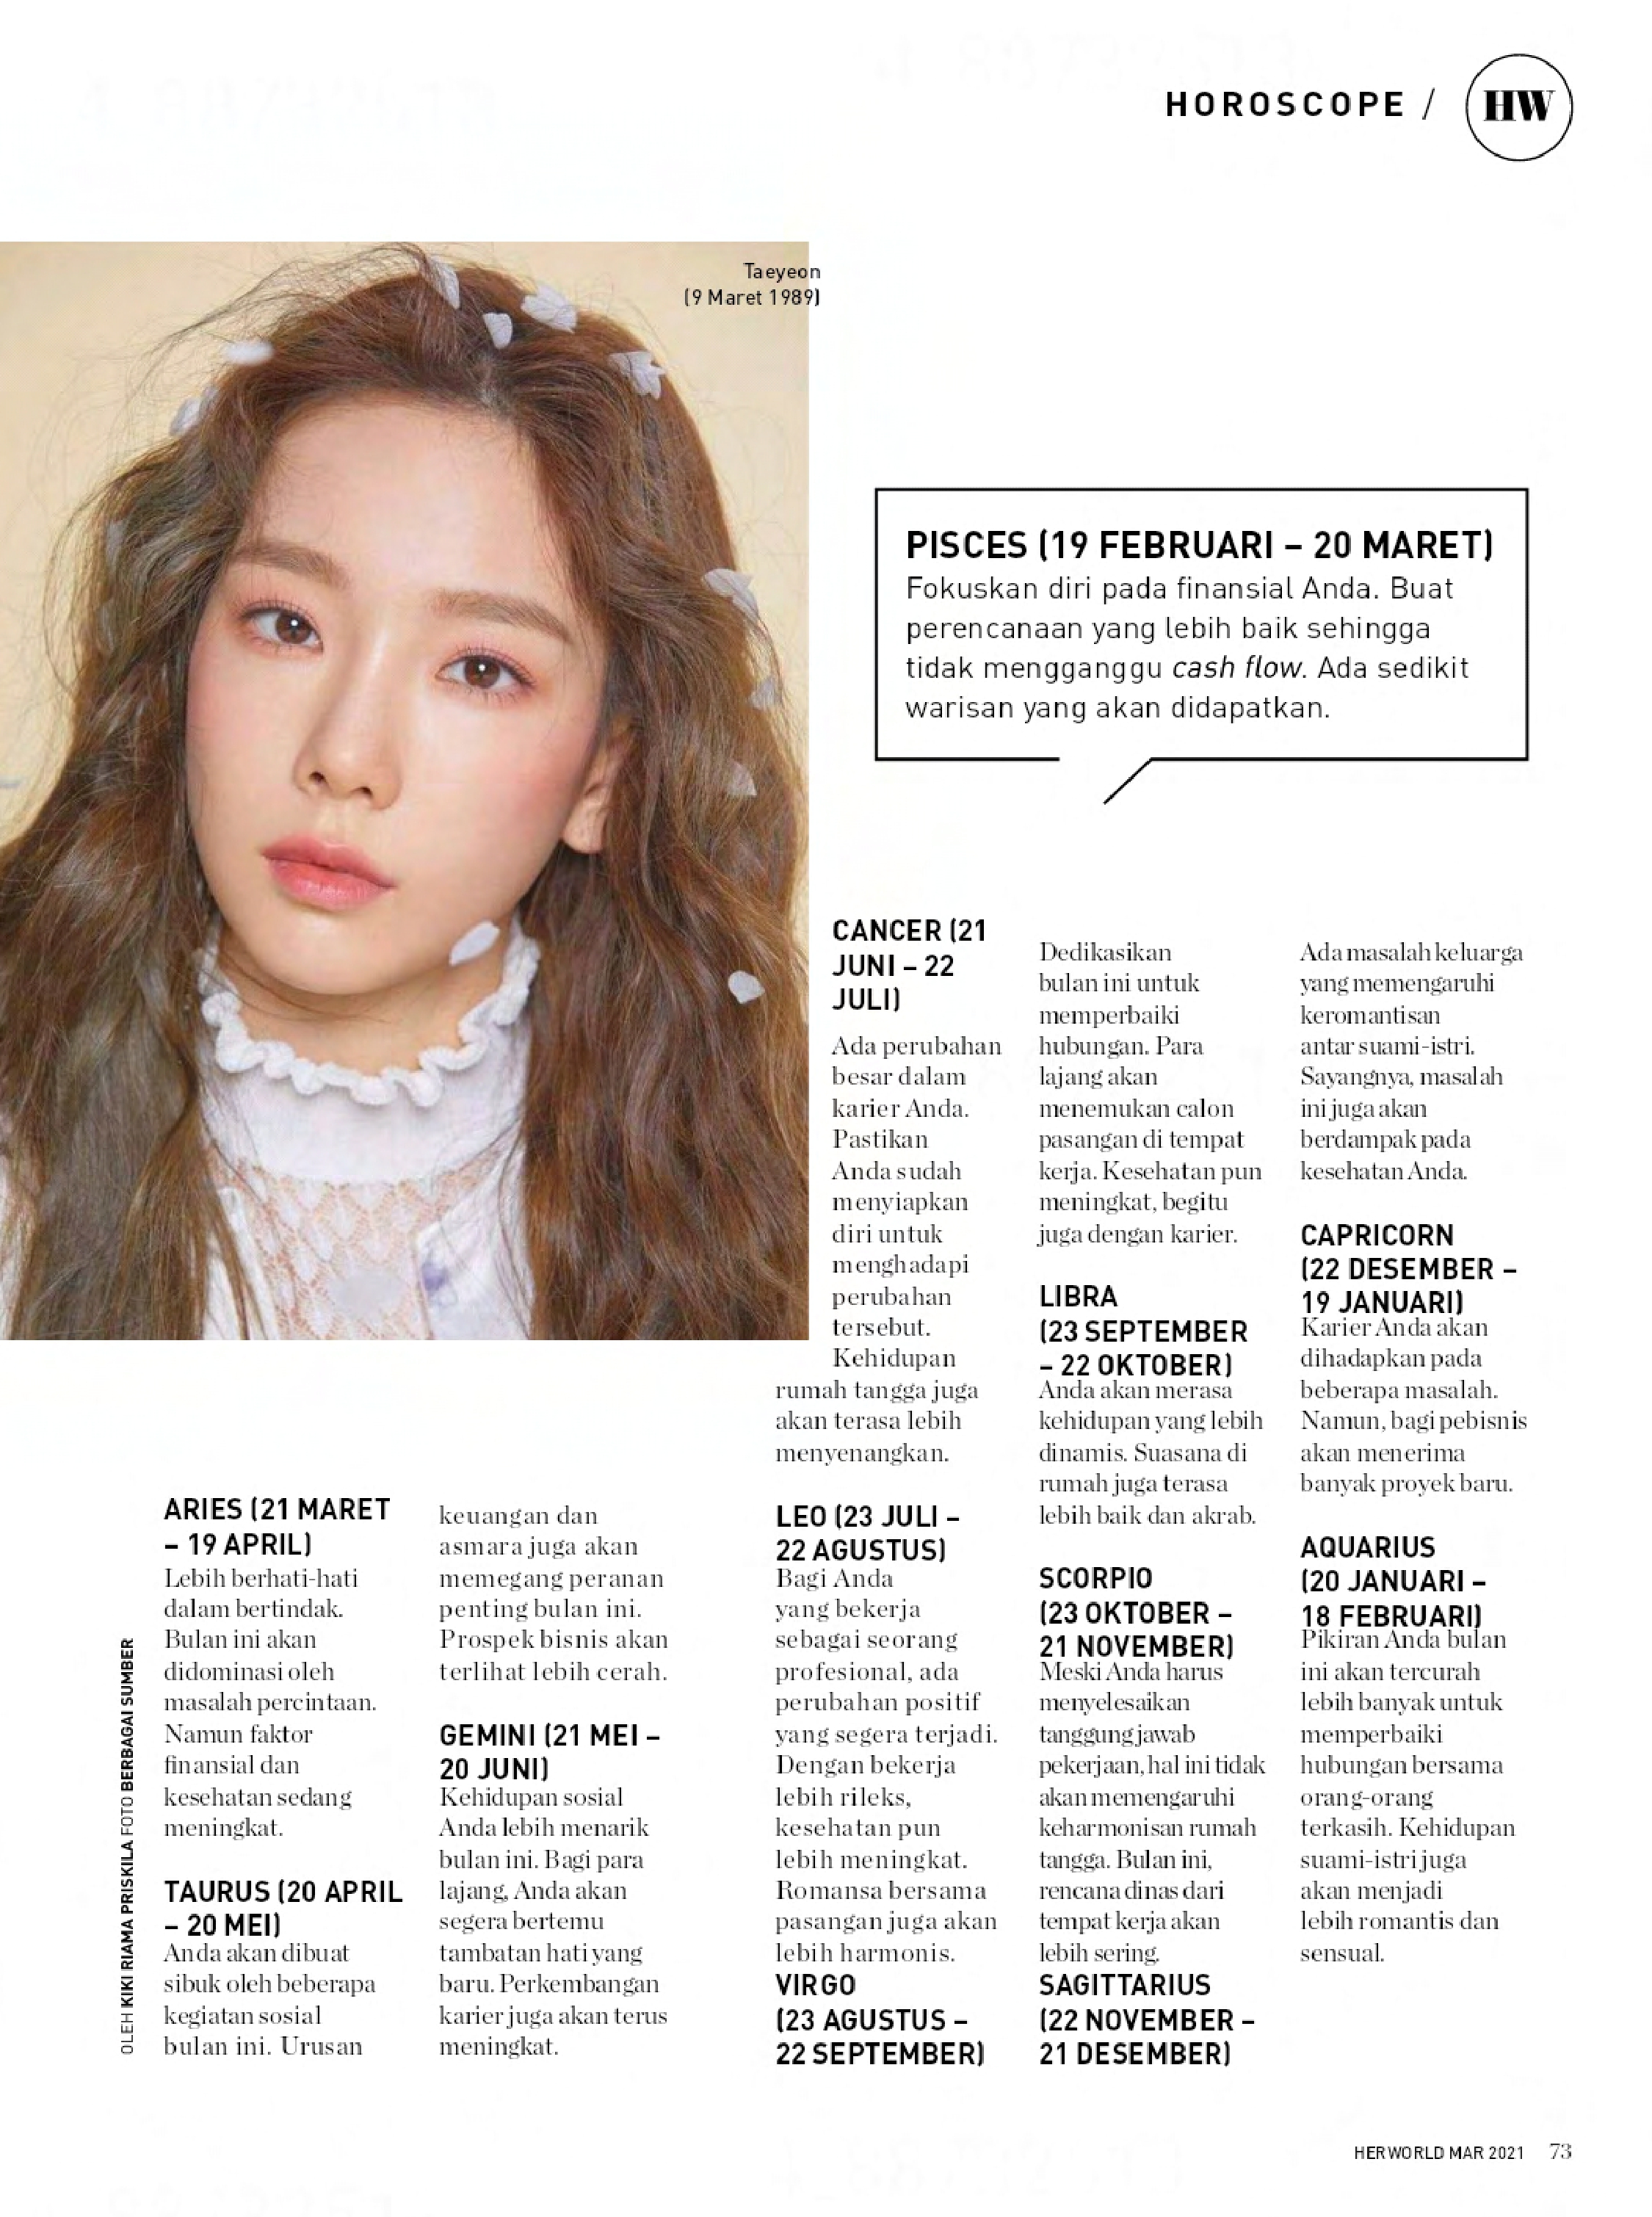 HOROSCOPE / HW
Taeyeon
(9 Maret 1989)
PISCES (19 FEBRUARI – 20 MARET)
Fokuskan diri pada finansial Anda. Buat
perencanaan yang lebih baik sehingga
tidak mengganggu cash flow. Ada sedikit
warisan yang akan didapatkan.
ARIES (21 MARET
– 19 APRIL)
Lebih berhati-hati
dalam bertindak.
Bulan ini akan
didominasi oleh
masalah percintaan.
Namun faktor
finansial dan
kesehatan sedang
meningkat.
TAURUS (20 APRIL
– 20 MEI)
Anda akan dibuat
sibuk oleh beberapa
kegiatan sosial
bulan ini. Urusan
keuangan dan
asmara juga akan
memegang peranan
penting bulan ini.
Prospek bisnis akan
terlihat lebih cerah.
GEMINI (21 MEI –
20 JUNI)
Kehidupan sosial
Anda lebih menarik
bulan ini. Bagi para
lajang, Anda akan
segera bertemu
tambatan hati yang
baru. Perkembangan
karier juga akan terus
meningkat.
CANCER (21
JUNI – 22
JULI)
Ada perubahan
besar dalam
karier Anda.
Pastikan
Anda sudah
menyiapkan
diri untuk
menghadapi
perubahan
tersebut.
Kehidupan
rumah tangga juga
akan terasa lebih
menyenangkan.
LEO (23 JULI –
22 AGUSTUS)
Bagi Anda
yang bekerja
sebagai seorang
profesional, ada
perubahan positif
yang segera terjadi.
Dengan bekerja
lebih rileks,
kesehatan pun
lebih meningkat.
Romansa bersama
pasangan juga akan
lebih harmonis.
VIRGO
(23 AGUSTUS –
22 SEPTEMBER)
Dedikasikan
bulan ini untuk
memperbaiki
hubungan. Para
lajang akan
menemukan calon
pasangan di tempat
kerja. Kesehatan pun
meningkat, begitu
juga dengan karier.
LIBRA
(23 SEPTEMBER
– 22 OKTOBER)
Anda akan merasa
kehidupan yang lebih
dinamis. Suasana di
rumah juga terasa
lebih baik dan akrab.
SCORPIO
(23 OKTOBER –
21 NOVEMBER)
Meski Anda harus
menyelesaikan
tanggung jawab
pekerjaan, hal ini tidak
akan memengaruhi
keharmonisan rumah
tangga. Bulan ini,
rencana dinas dari
tempat kerja akan
lebih sering.
SAGITTARIUS
(22 NOVEMBER –
21 DESEMBER)
Ada masalah keluarga
yang memengaruhi
keromantisan
antar suami-istri.
Sayangnya, masalah
ini juga akan
berdampak pada
kesehatan Anda.
CAPRICORN
(22 DESEMBER –
19 JANUARI)
Karier Anda akan
dihadapkan pada
beberapa masalah.
Namun, bagi pebisnis
akan menerima
banyak proyek baru.
AQUARIUS
(20 JANUARI –
18 FEBRUARI)
Pikiran Anda bulan
ini akan tercurah
lebih banyak untuk
memperbaiki
hubungan bersama
orang-orang
terkasih. Kehidupan
suami-istri juga
akan menjadi
lebih romantis dan
sensual.
OLEH KIKI RIAMA PRISKILA FOTO BERBAGAI SUMBER
HERWORLD MAR 2021 73